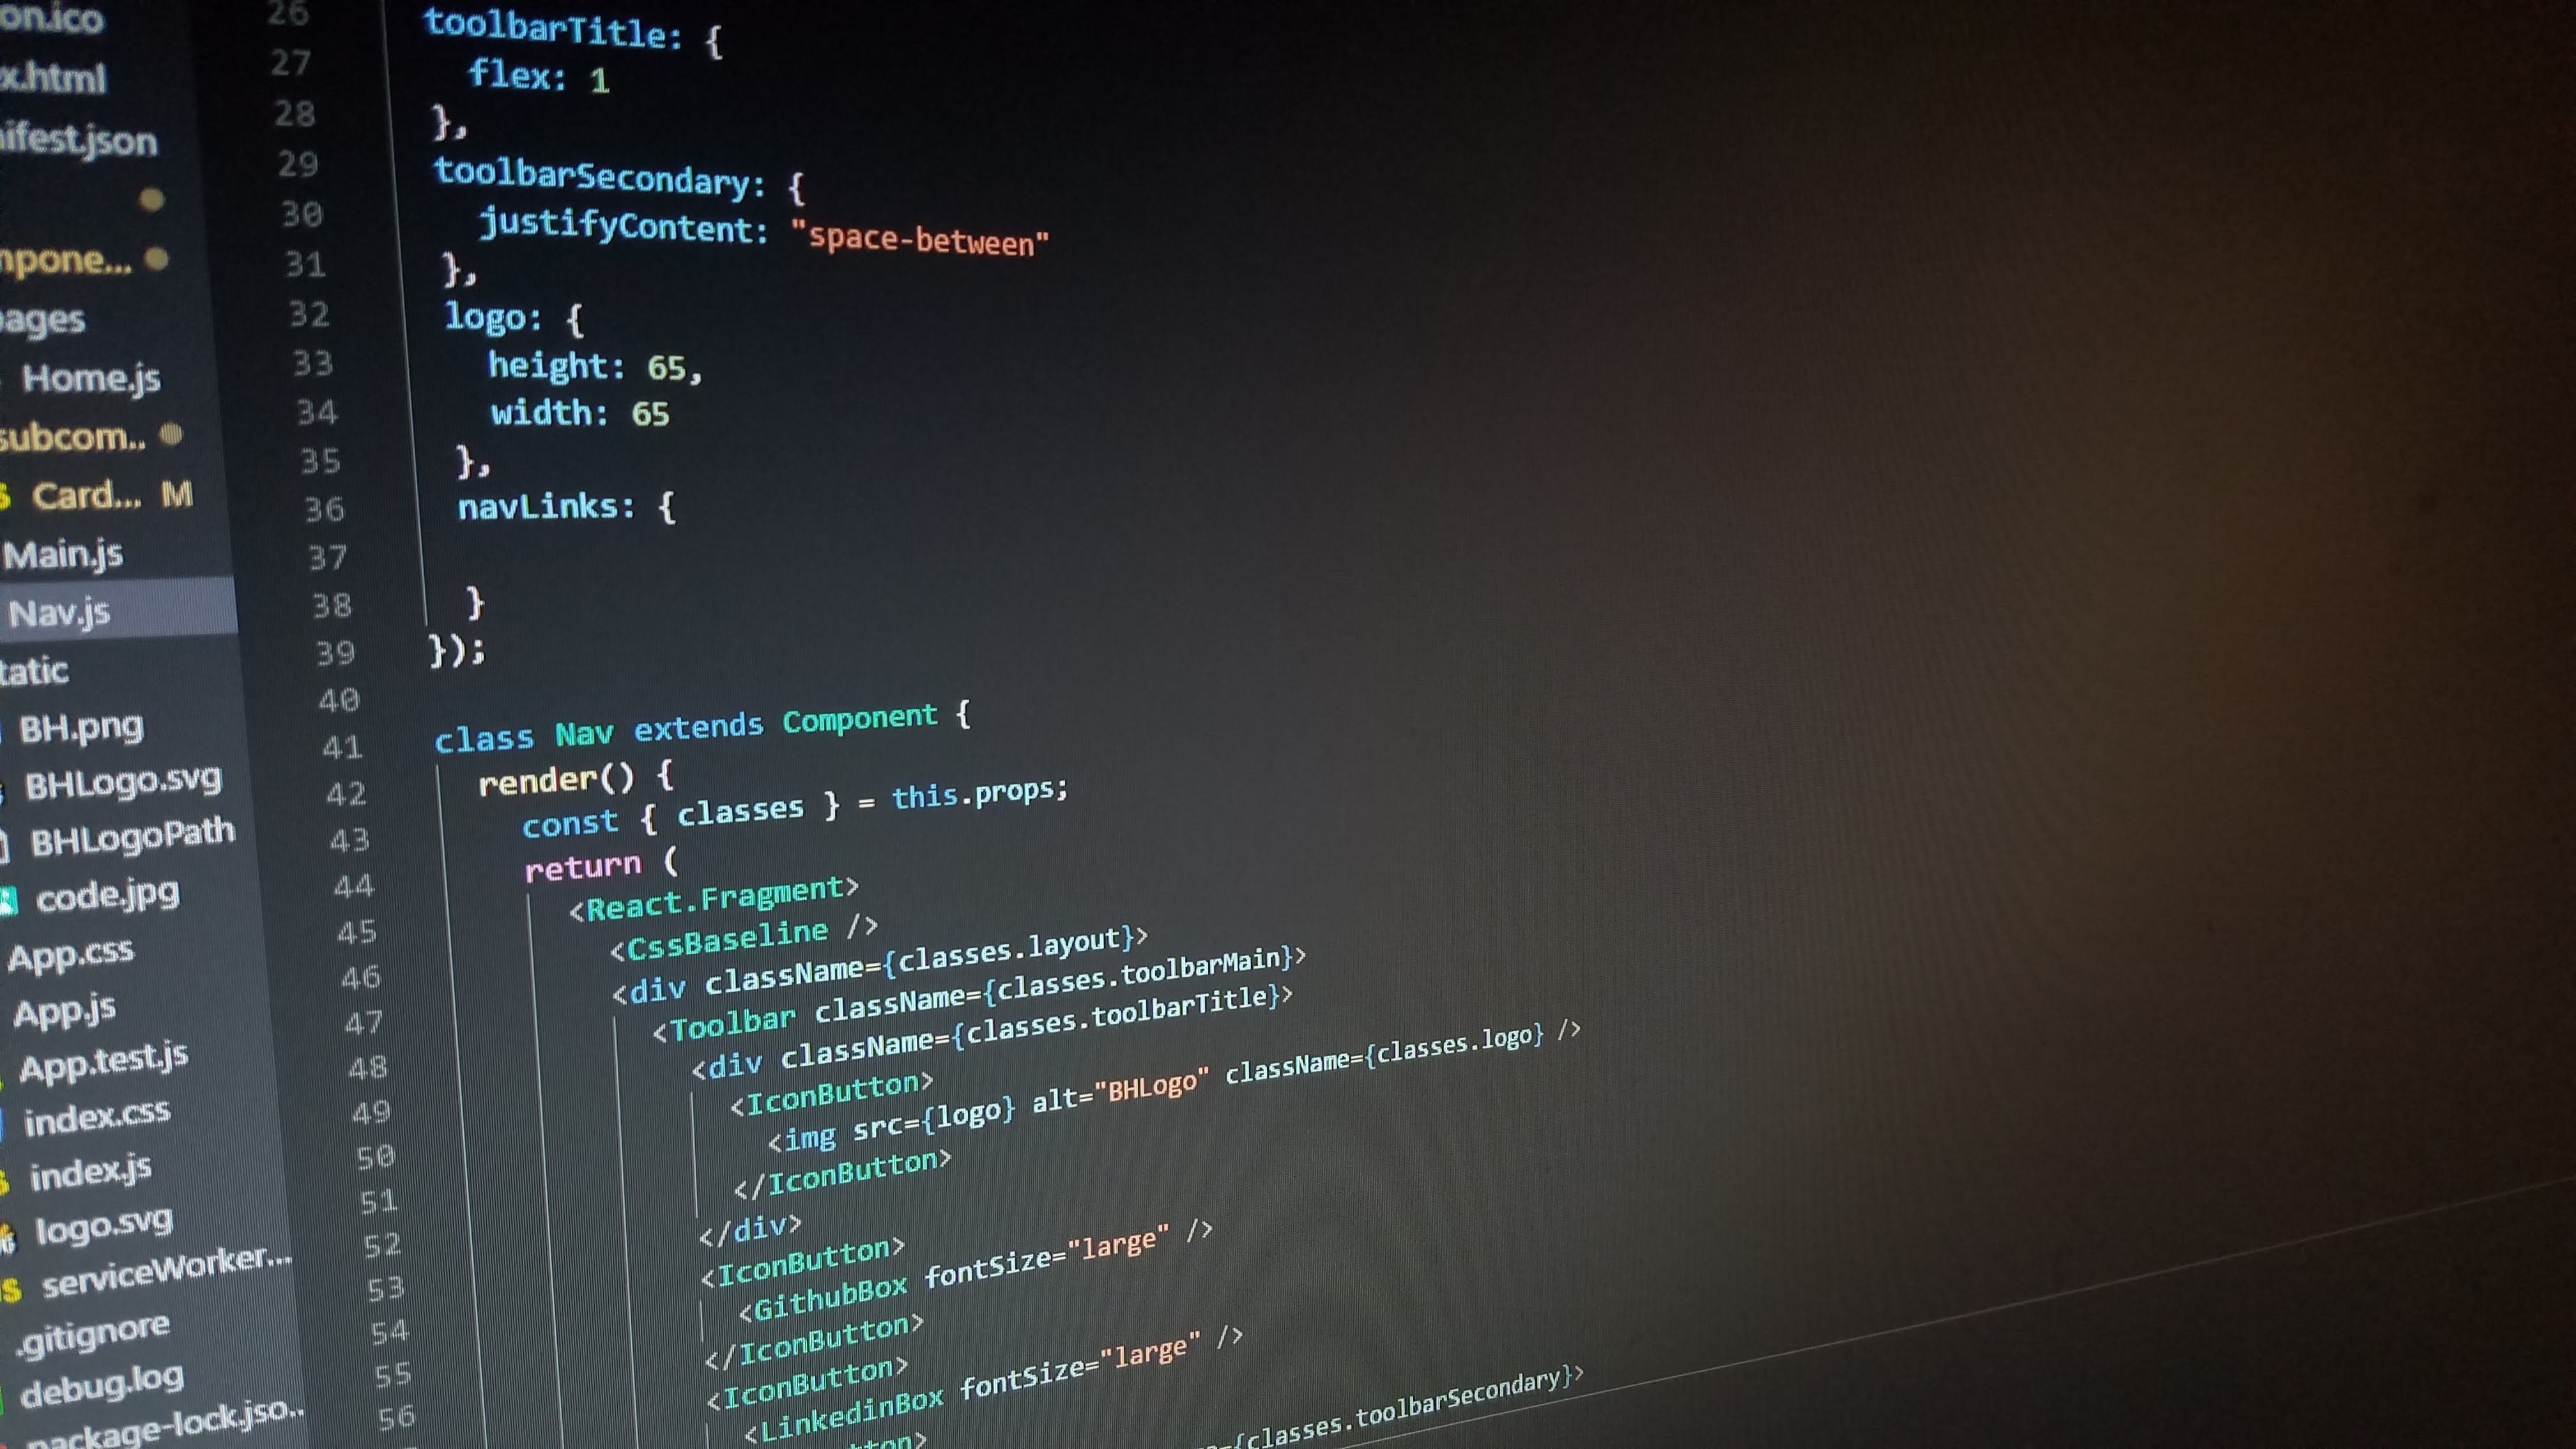 on.ico
x.html
ifest.json
mpone...
ages
Home.js
subcom..
Card... M
Main.js
Nav.js
tatic
BH.png
BHLogo.svg
BHLogoPath
code.jpg
App.css
App.js
App.test.js
index.css
index.js
logo.svg
serviceWorker...
.gitignore
debug.log
package-lock.jso..
26 toolbarTitle: {
27 flex: 1
28 },
29 toolbarSecondary: {
30 justifyContent: "space-between"
31 },
32 logo: {
33 height: 65,
34 width: 65
35 },
36 navLinks: {
37
38 }
39 });
40
41 class Nav extends Component {
42 render() {
43 const { classes } = this.props;
44 return (
45 <React.Fragment>
46 <CssBaseline />
47 <div className={classes.layout}>
48 <Toolbar className={classes.toolbarMain}>
49 <div className={classes.toolbarTitle}>
50 <IconButton>
51 <img src={logo} alt="BHLogo" className={classes.logo} />
52 </IconButton>
53 </div>
54 <IconButton>
55 <GithubBox fontSize="large" />
56 </IconButton>
<IconButton>
<LinkedinBox fontSize="large" />
tton>
={classes.toolbarSecondary}>